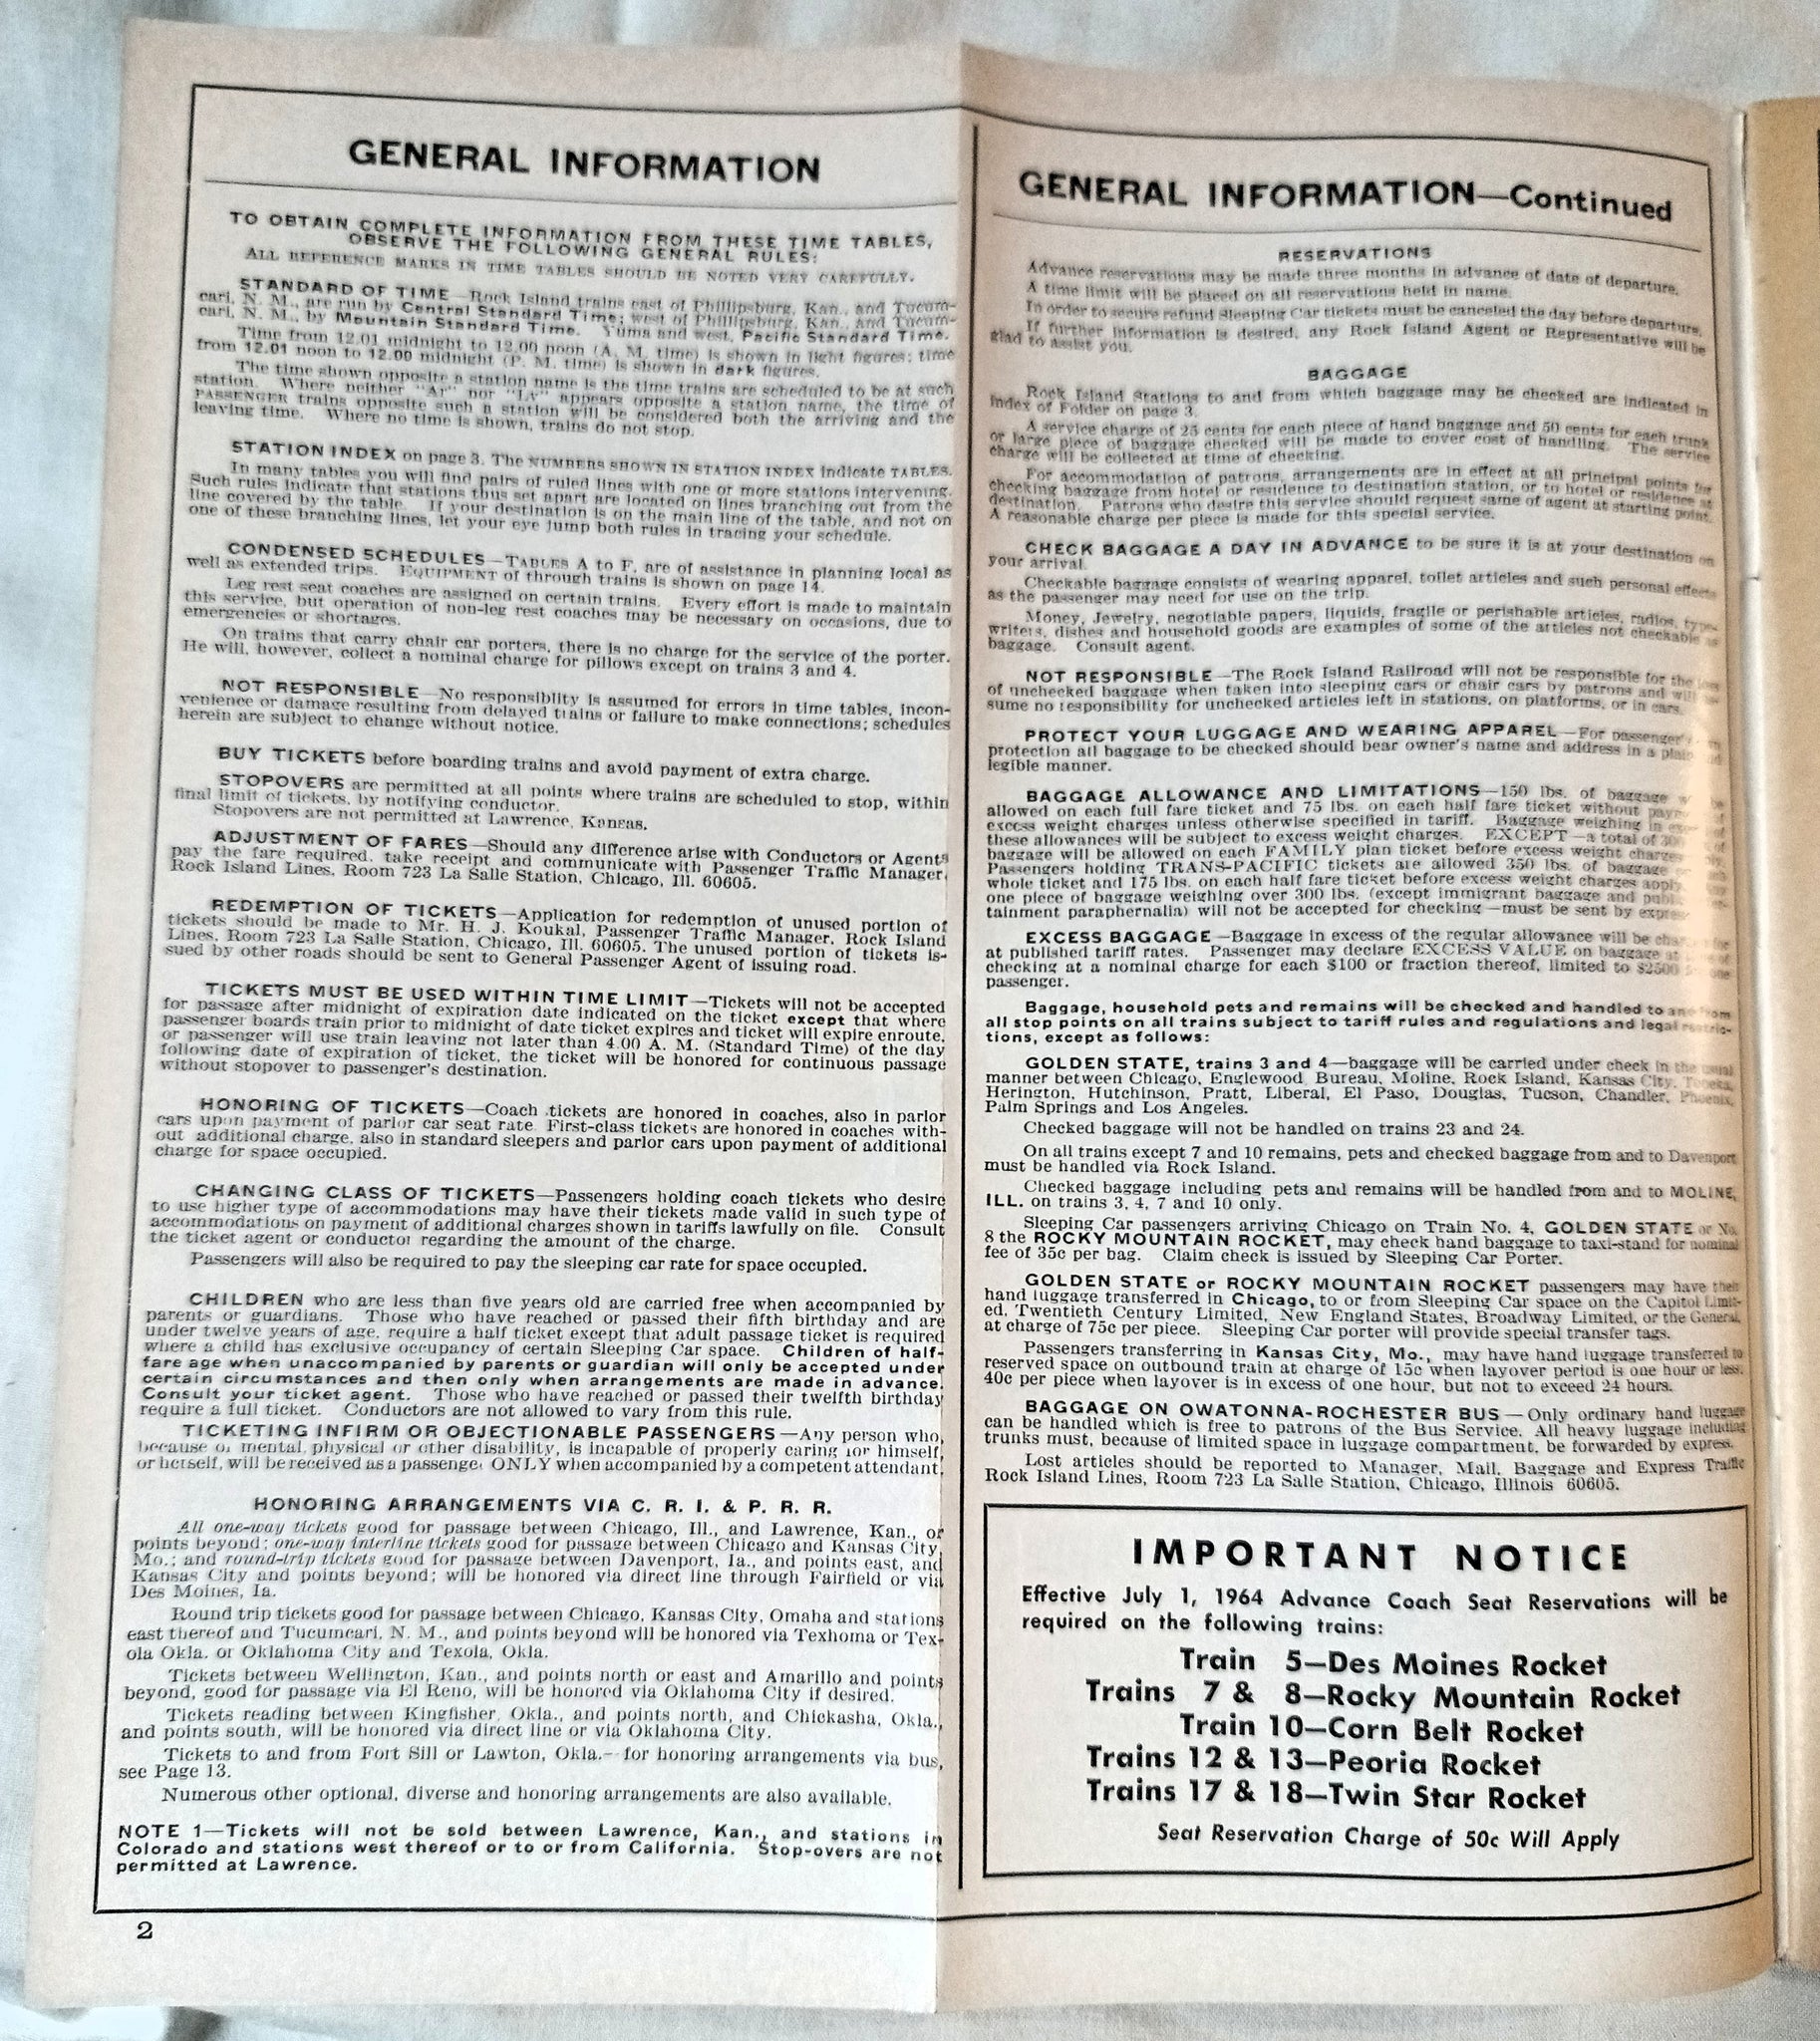 GENERAL INFORMATION
TO OBTAIN COMPLETE INFORMATION FROM THESE TIME TABLES,
OBSERVE THE FOLLOWING GENERAL RULES:
ALL REFERENCE MARKS IN TIME TABLES SHOULD BE NOTED VERY CAREFULLY.
STANDARD OF TIME—Rock Island trains east of Phillipsburg, Kan., and Tucum-
cari, N. M., are run by Central Standard Time; west of Phillipsburg, Kan., and Tucum-
cari, N. M., by Mountain Standard Time. Yuma and west, Pacific Standard Time.
Time from 12.01 midnight to 12.00 noon (A. M. time) is shown in light figures; time
from 12.01 noon to 12.00 midnight (P. M. time) is shown in dark figures.
The time shown opposite a station name is the time trains are scheduled to be at such
station. Where neither "Ar" nor "Lv" appears opposite a station name, the time of
PASSENGER trains opposite such a station will be considered both the arriving and the
leaving time. Where no time is shown, trains do not stop.
STATION INDEX on page 3. The NUMBERS SHOWN IN STATION INDEX indicate TABLES.
In many tables you will find pairs of ruled lines with one or more stations intervening.
Such rules indicate that stations thus set apart are located on lines branching out from the
line covered by the table. If your destination is on the main line of the table, and not on
one of these branching lines, let your eye jump both rules in tracing your schedule.
CONDENSED SCHEDULES—TABLES A to F, are of assistance in planning local as
well as extended trips. EQUIPMENT of through trains is shown on page 14.
Leg rest seat coaches are assigned on certain trains. Every effort is made to maintain
this service, but operation of non-leg rest coaches may be necessary on occasions, due to
emergencies or shortages.
On trains that carry chair car porters, there is no charge for the service of the porter.
He will, however, collect a nominal charge for pillows except on trains 3 and 4.
NOT RESPONSIBLE—No responsiblity is assumed for errors in time tables, incon-
venience or damage resulting from delayed trains or failure to make connections; schedules
herein are subject to change without notice.
BUY TICKETS before boarding trains and avoid payment of extra charge.
STOPOVERS are permitted at all points where trains are scheduled to stop, within
final limit of tickets, by notifying conductor.
Stopovers are not permitted at Lawrence, Kansas.
ADJUSTMENT OF FARES—Should any difference arise with Conductors or Agents
pay the fare required, take receipt and communicate with Passenger Traffic Manager,
Rock Island Lines, Room 723 La Salle Station, Chicago, Ill. 60605.
REDEMPTION OF TICKETS—Application for redemption of unused portion of
tickets should be made to Mr. H. J. Koukal, Passenger Traffic Manager, Rock Island
Lines, Room 723 La Salle Station, Chicago, Ill. 60605. The unused portion of tickets is-
sued by other roads should be sent to General Passenger Agent of issuing road.
TICKETS MUST BE USED WITHIN TIME LIMIT—Tickets will not be accepted
for passage after midnight of expiration date indicated on the ticket except that where
passenger boards train prior to midnight of date ticket expires and ticket will expire enroute,
or passenger will use train leaving not later than 4.00 A. M. (Standard Time) of the day
following date of expiration of ticket, the ticket will be honored for continuous passage
without stopover to passenger's destination.
HONORING OF TICKETS—Coach tickets are honored in coaches, also in parlor
cars upon payment of parlor car seat rate. First-class tickets are honored in coaches with-
out additional charge, also in standard sleepers and parlor cars upon payment of additional
charge for space occupied.
CHANGING CLASS OF TICKETS—Passengers holding coach tickets who desire
to use higher type of accommodations may have their tickets made valid in such type of
accommodations on payment of additional charges shown in tariffs lawfully on file. Consult
the ticket agent or conductor regarding the amount of the charge.
Passengers will also be required to pay the sleeping car rate for space occupied.
CHILDREN who are less than five years old are carried free when accompanied by
parents or guardians. Those who have reached or passed their fifth birthday and are
under twelve years of age, require a half ticket except that adult passage ticket is required
where a child has exclusive occupancy of certain Sleeping Car space. Children of half-
fare age when unaccompanied by parents or guardian will only be accepted under
certain circumstances and then only when arrangements are made in advance.
Consult your ticket agent. Those who have reached or passed their twelfth birthday
require a full ticket. Conductors are not allowed to vary from this rule.
TICKETING INFIRM OR OBJECTIONABLE PASSENGERS—Any person who,
because of mental, physical or other disability, is incapable of properly caring for himself,
or herself, will be received as a passenger ONLY when accompanied by a competent attendant.
HONORING ARRANGEMENTS VIA C. R. I. & P. R. R.
All one-way tickets good for passage between Chicago, Ill., and Lawrence, Kan., or
points beyond; one-way interline tickets good for passage between Chicago and Kansas City,
Mo.; and round-trip tickets good for passage between Davenport, Ia., and points east, and
Kansas City and points beyond; will be honored via direct line through Fairfield or via
Des Moines, Ia.
Round trip tickets good for passage between Chicago, Kansas City, Omaha and stations
east thereof and Tucumcari, N. M., and points beyond will be honored via Texhoma or Tex-
ola Okla. or Oklahoma City and Texola, Okla.
Tickets between Wellington, Kan., and points north or east and Amarillo and points
beyond, good for passage via El Reno, will be honored via Oklahoma City if desired.
Tickets reading between Kingfisher, Okla., and points north, and Chickasha, Okla.,
and points south, will be honored via direct line or via Oklahoma City.
Tickets to and from Fort Sill or Lawton, Okla.—for honoring arrangements via bus,
see Page 13.
Numerous other optional, diverse and honoring arrangements are also available.
NOTE 1—Tickets will not be sold between Lawrence, Kan., and stations in
Colorado and stations west thereof or to or from California. Stop-overs are not
permitted at Lawrence.
2
GENERAL INFORMATION—Continued
RESERVATIONS
Advance reservations may be made three months in advance of date of departure.
A time limit will be placed on all reservations held in name.
In order to secure refund Sleeping Car tickets must be canceled the day before departure.
If further information is desired, any Rock Island Agent or Representative will be
glad to assist you.
BAGGAGE
Rock Island Stations to and from which baggage may be checked are indicated in
Index of Folder on page 3.
A service charge of 25 cents for each piece of hand baggage and 50 cents for each trunk
or large piece of baggage checked will be made to cover cost of handling. The service
charge will be collected at time of checking.
For accommodation of patrons, arrangements are in effect at all principal points for
checking baggage from hotel or residence to destination station, or to hotel or residence at
destination. Patrons who desire this service should request same of agent at starting point.
A reasonable charge per piece is made for this special service.
CHECK BAGGAGE A DAY IN ADVANCE to be sure it is at your destination on
your arrival.
Checkable baggage consists of wearing apparel, toilet articles and such personal effects
as the passenger may need for use on the trip.
Money, Jewelry, negotiable papers, liquids, fragile or perishable articles, radios, type-
writers, dishes and household goods are examples of some of the articles not checkable as
baggage. Consult agent.
NOT RESPONSIBLE—The Rock Island Railroad will not be responsible for the loss
of unchecked baggage when taken into sleeping cars or chair cars by patrons and will
sume no responsibility for unchecked articles left in stations, on platforms, or in cars.
PROTECT YOUR LUGGAGE AND WEARING APPAREL—For passenger's
protection all baggage to be checked should bear owner's name and address in a plain
legible manner.
BAGGAGE ALLOWANCE AND LIMITATIONS—150 lbs. of baggage
allowed on each full fare ticket and 75 lbs. on each half fare ticket without
excess weight charges unless otherwise specified in tariff. Baggage weighing in
these allowances will be subject to excess weight charges. EXCEPT—a total of
baggage will be allowed on each FAMILY plan ticket before excess weight charges
Passengers holding TRANS-PACIFIC tickets are allowed 350 lbs. of baggage
whole ticket and 175 lbs. on each half fare ticket before excess weight charges apply.
one piece of baggage weighing over 300 lbs. (except immigrant baggage and
tainment paraphernalia) will not be accepted for checking—must be sent by express
EXCESS BAGGAGE—Baggage in excess of the regular allowance will be
at published tariff rates. Passenger may declare EXCESS VALUE on baggage at
checking at a nominal charge for each $100 or fraction thereof, limited to $2500
passenger.
Baggage, household pets and remains will be checked and handled to and from
all stop points on all trains subject to tariff rules and regulations and legal restric-
tions, except as follows:
GOLDEN STATE, trains 3 and 4—baggage will be carried under check in the usual
manner between Chicago, Englewood, Bureau, Moline, Rock Island, Kansas City, Topeka,
Herington, Hutchinson, Pratt, Liberal, El Paso, Douglas, Tucson, Chandler, Phoenix,
Palm Springs and Los Angeles.
Checked baggage will not be handled on trains 23 and 24.
On all trains except 7 and 10 remains, pets and checked baggage from and to Davenport
must be handled via Rock Island.
Checked baggage including pets and remains will be handled from and to MOLINE,
ILL. on trains 3, 4, 7 and 10 only.
Sleeping Car passengers arriving Chicago on Train No. 4, GOLDEN STATE or No.
8 the ROCKY MOUNTAIN ROCKET, may check hand baggage to taxi-stand for nominal
fee of 35c per bag. Claim check is issued by Sleeping Car Porter.
GOLDEN STATE or ROCKY MOUNTAIN ROCKET passengers may have their
hand luggage transferred in Chicago, to or from Sleeping Car space on the Capitol Limit-
ed, Twentieth Century Limited, New England States, Broadway Limited, or the General,
at charge of 75c per piece. Sleeping Car porter will provide special transfer tags.
Passengers transferring in Kansas City, Mo., may have hand luggage transferred to
reserved space on outbound train at charge of 15c when layover period is one hour or less.
40c per piece when layover is in excess of one hour, but not to exceed 24 hours.
BAGGAGE ON OWATONNA-ROCHESTER BUS—Only ordinary hand luggage
can be handled which is free to patrons of the Bus Service. All heavy luggage including
trunks must, because of limited space in luggage compartment, be forwarded by express.
Lost articles should be reported to Manager, Mail, Baggage and Express Traffic
Rock Island Lines, Room 723 La Salle Station, Chicago, Illinois 60605.
IMPORTANT NOTICE
Effective July 1, 1964 Advance Coach Seat Reservations will be
required on the following trains:
Train 5—Des Moines Rocket
Trains 7 & 8—Rocky Mountain Rocket
Train 10—Corn Belt Rocket
Trains 12 & 13—Peoria Rocket
Trains 17 & 18—Twin Star Rocket
Seat Reservation Charge of 50c Will Apply